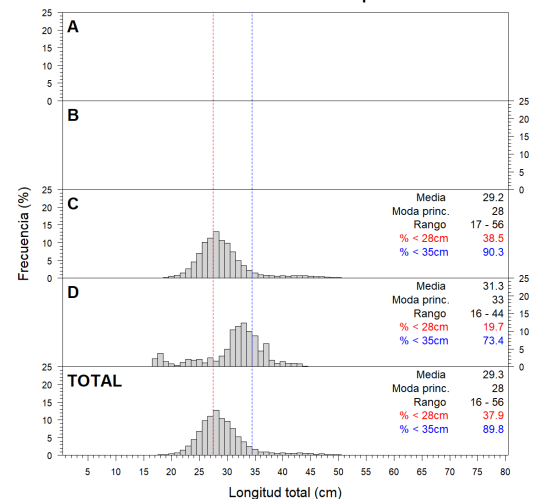 25
20
15
10
5
0
A
25
20
15
10
5
0
B
Frecuencia (%)
25
20
15
10
5
0
C
Media 29.2
Moda princ. 28
Rango 17 - 56
% < 28cm 38.5
% < 35cm 90.3
25
20
15
10
5
0
D
Media 31.3
Moda princ. 33
Rango 16 - 44
% < 28cm 19.7
% < 35cm 73.4
25
20
15
10
5
0
TOTAL
Media 29.3
Moda princ. 28
Rango 16 - 56
% < 28cm 37.9
% < 35cm 89.8
5 10 15 20 25 30 35 40 45 50 55 60 65 70 75 80
Longitud total (cm)